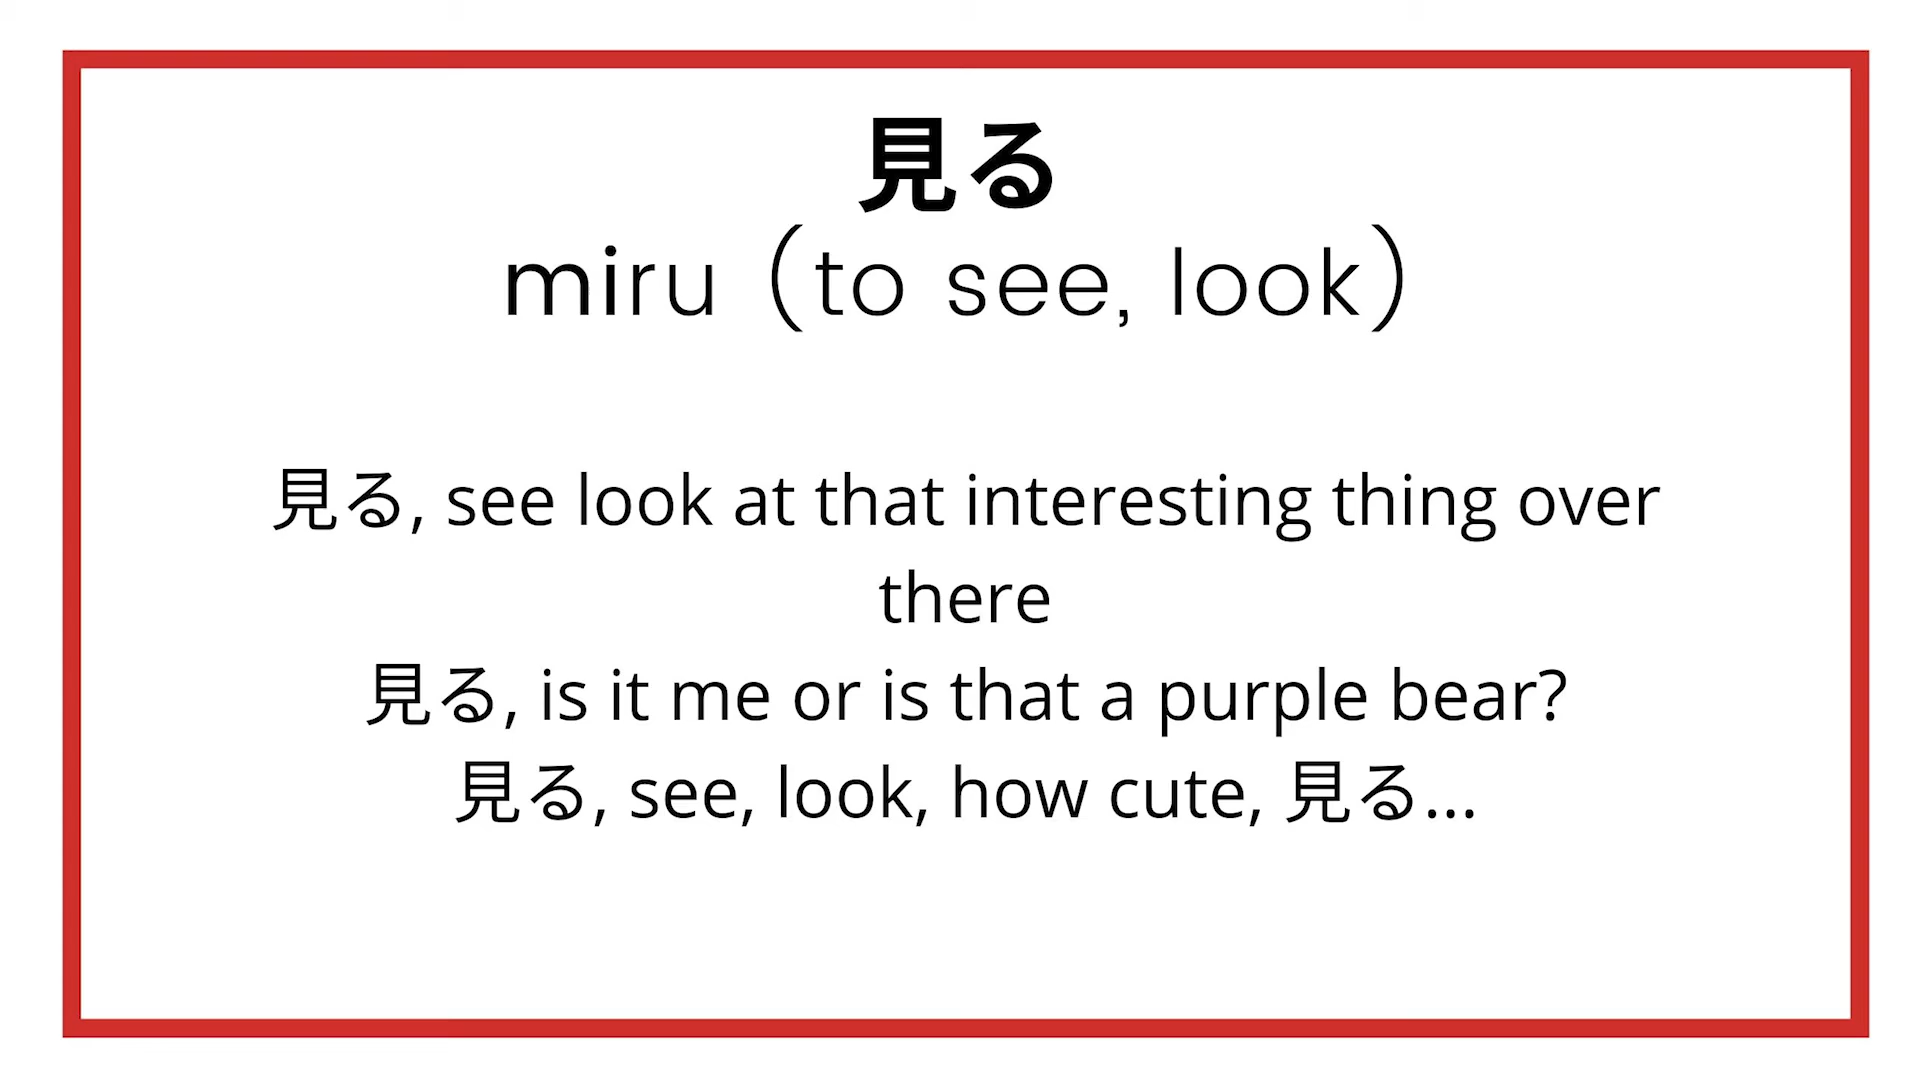 見る
miru (to see, look)
見る, see look at that interesting thing over
there
見る, is it me or is that a purple bear?
見る, see, look, how cute, 見る...